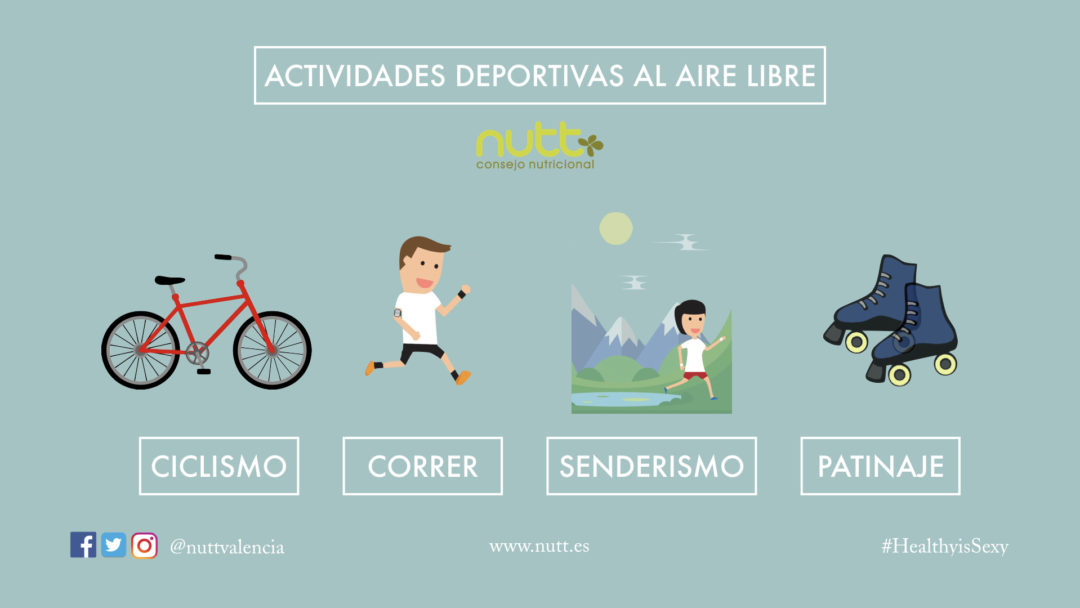 ACTIVIDADES DEPORTIVAS AL AIRE LIBRE
nutt
consejo nutricional
CICLISMO
CORRER
SENDERISMO
PATINAJE
@nuttvalencia
www.nutt.es
#HealthyisSexy